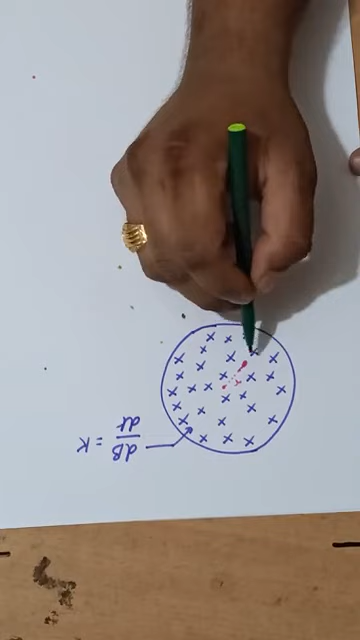 dB/dt = K
r
× × × × × × × × × × × × × × × × × × × × × × × × × × × × ×